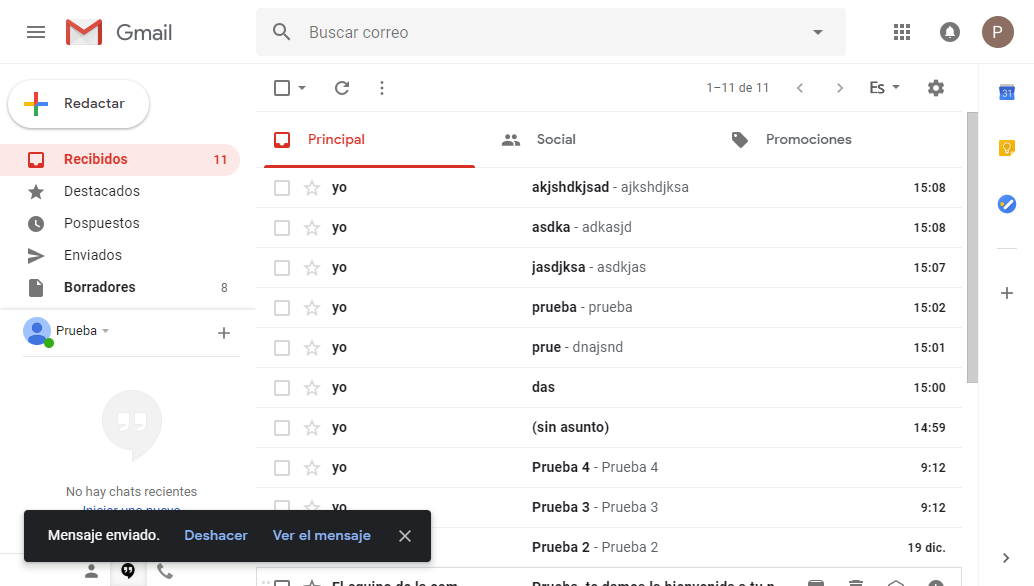 Gmail
Buscar correo
P
Redactar
1–11 de 11
Es
31
Principal
Social
Promociones
Recibidos 11
Destacados
Pospuestos
Enviados
Borradores 8
Prueba
No hay chats recientes
Iniciar uno nuevo
yo akjshdkjsad - ajkshdjksa 15:08
yo asdka - adkasjd 15:08
yo jasdjksa - asdkjas 15:07
yo prueba - prueba 15:02
yo prue - dnajsnd 15:01
yo das 15:00
yo (sin asunto) 14:59
yo Prueba 4 - Prueba 4 9:12
yo Prueba 3 - Prueba 3 9:12
Prueba 2 - Prueba 2 19 dic.
El equipo de la com Prueba, te damos la bienvenida a tu n
Mensaje enviado. Deshacer Ver el mensaje